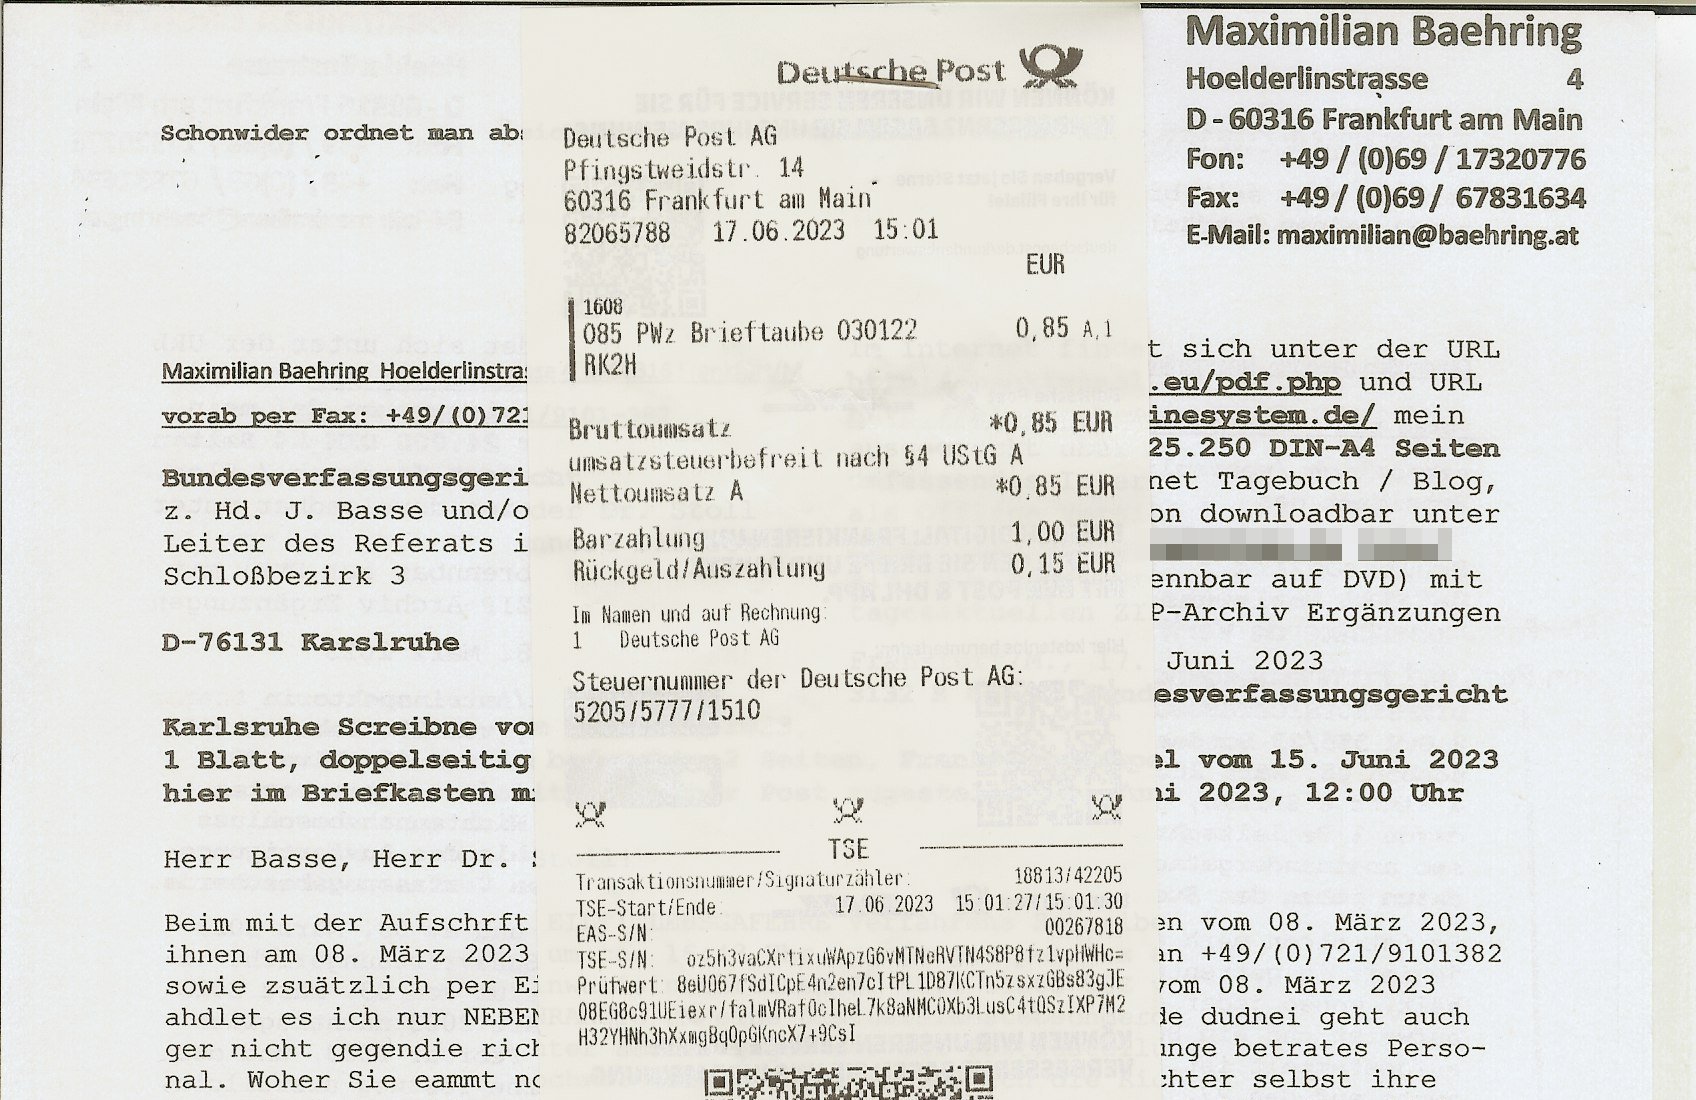 Maximilian Baehring
Hoelderlinstrasse 4
D - 60316 Frankfurt am Main
Fon: +49 / (0)69 / 17320776
Fax: +49 / (0)69 / 67831634
E-Mail: maximilian@baehring.at
Schonwider ordnet man abs
Maximilian Baehring Hoelderlinstra
vorab per Fax: +49/(0)721
Bundesverfassungsgeri
z. Hd. J. Basse und/o
Leiter des Referats i
Schloßbezirk 3
D-76131 Karslruhe
Karlsruhe Screibne vo
1 Blatt, doppelseitig
hier im Briefkasten m
Herr Basse, Herr Dr. S
Beim mit der Aufschrft
ihnen am 08. März 2023
sowie zsuätzlich per Ei
ahdlet es ich nur NEBEN
ger nicht gegendie rich
nal. Woher Sie eammt no
Deutsche Post
Deutsche Post AG
Pfingstweidstr. 14
60316 Frankfurt am Main
82065788 17.06.2023 15:01
EUR
1608
085 PWz Brieftaube 030122 0,85 A,1
RK2H
Bruttoumsatz *0,85 EUR
umsatzsteuerbefreit nach §4 UStG A
Nettoumsatz A *0,85 EUR
Barzahlung 1,00 EUR
Rückgeld/Auszahlung 0,15 EUR
Im Namen und auf Rechnung:
1 Deutsche Post AG
Steuernummer der Deutsche Post AG:
5205/5777/1510
TSE
Transaktionsnummer/Signaturzähler: 18813/42205
TSE-Start/Ende: 17.06.2023 15:01:27/15:01:30
EAS-S/N: 00267818
TSE-S/N: oz5h3vaCXrtixuWApzG6vMTNeRVTN4S8P8fz1vpHWHc=
Prüfwert: 8eUO67fSdICpE4n2en7cItPL1D87KCTn5zsxzGBs83gJE
08EG8c91UEiexr/falmVRafOcIheL7k8aNMCOXb3LusC4tQSzIXP7M2
H32YHNh3hXxmgBqOpGKncX7+9CsI
t sich unter der URL
.eu/pdf.php und URL
inesystem.de/ mein
25.250 DIN-A4 Seiten
net Tagebuch / Blog,
on downloadbar unter
ennbar auf DVD) mit
P-Archiv Ergänzungen
Juni 2023
esverfassungsgericht
el vom 15. Juni 2023
ni 2023, 12:00 Uhr
en vom 08. März 2023,
an +49/(0)721/9101382
vom 08. März 2023
de dudnei geht auch
unge betrates Perso-
chter selbst ihre